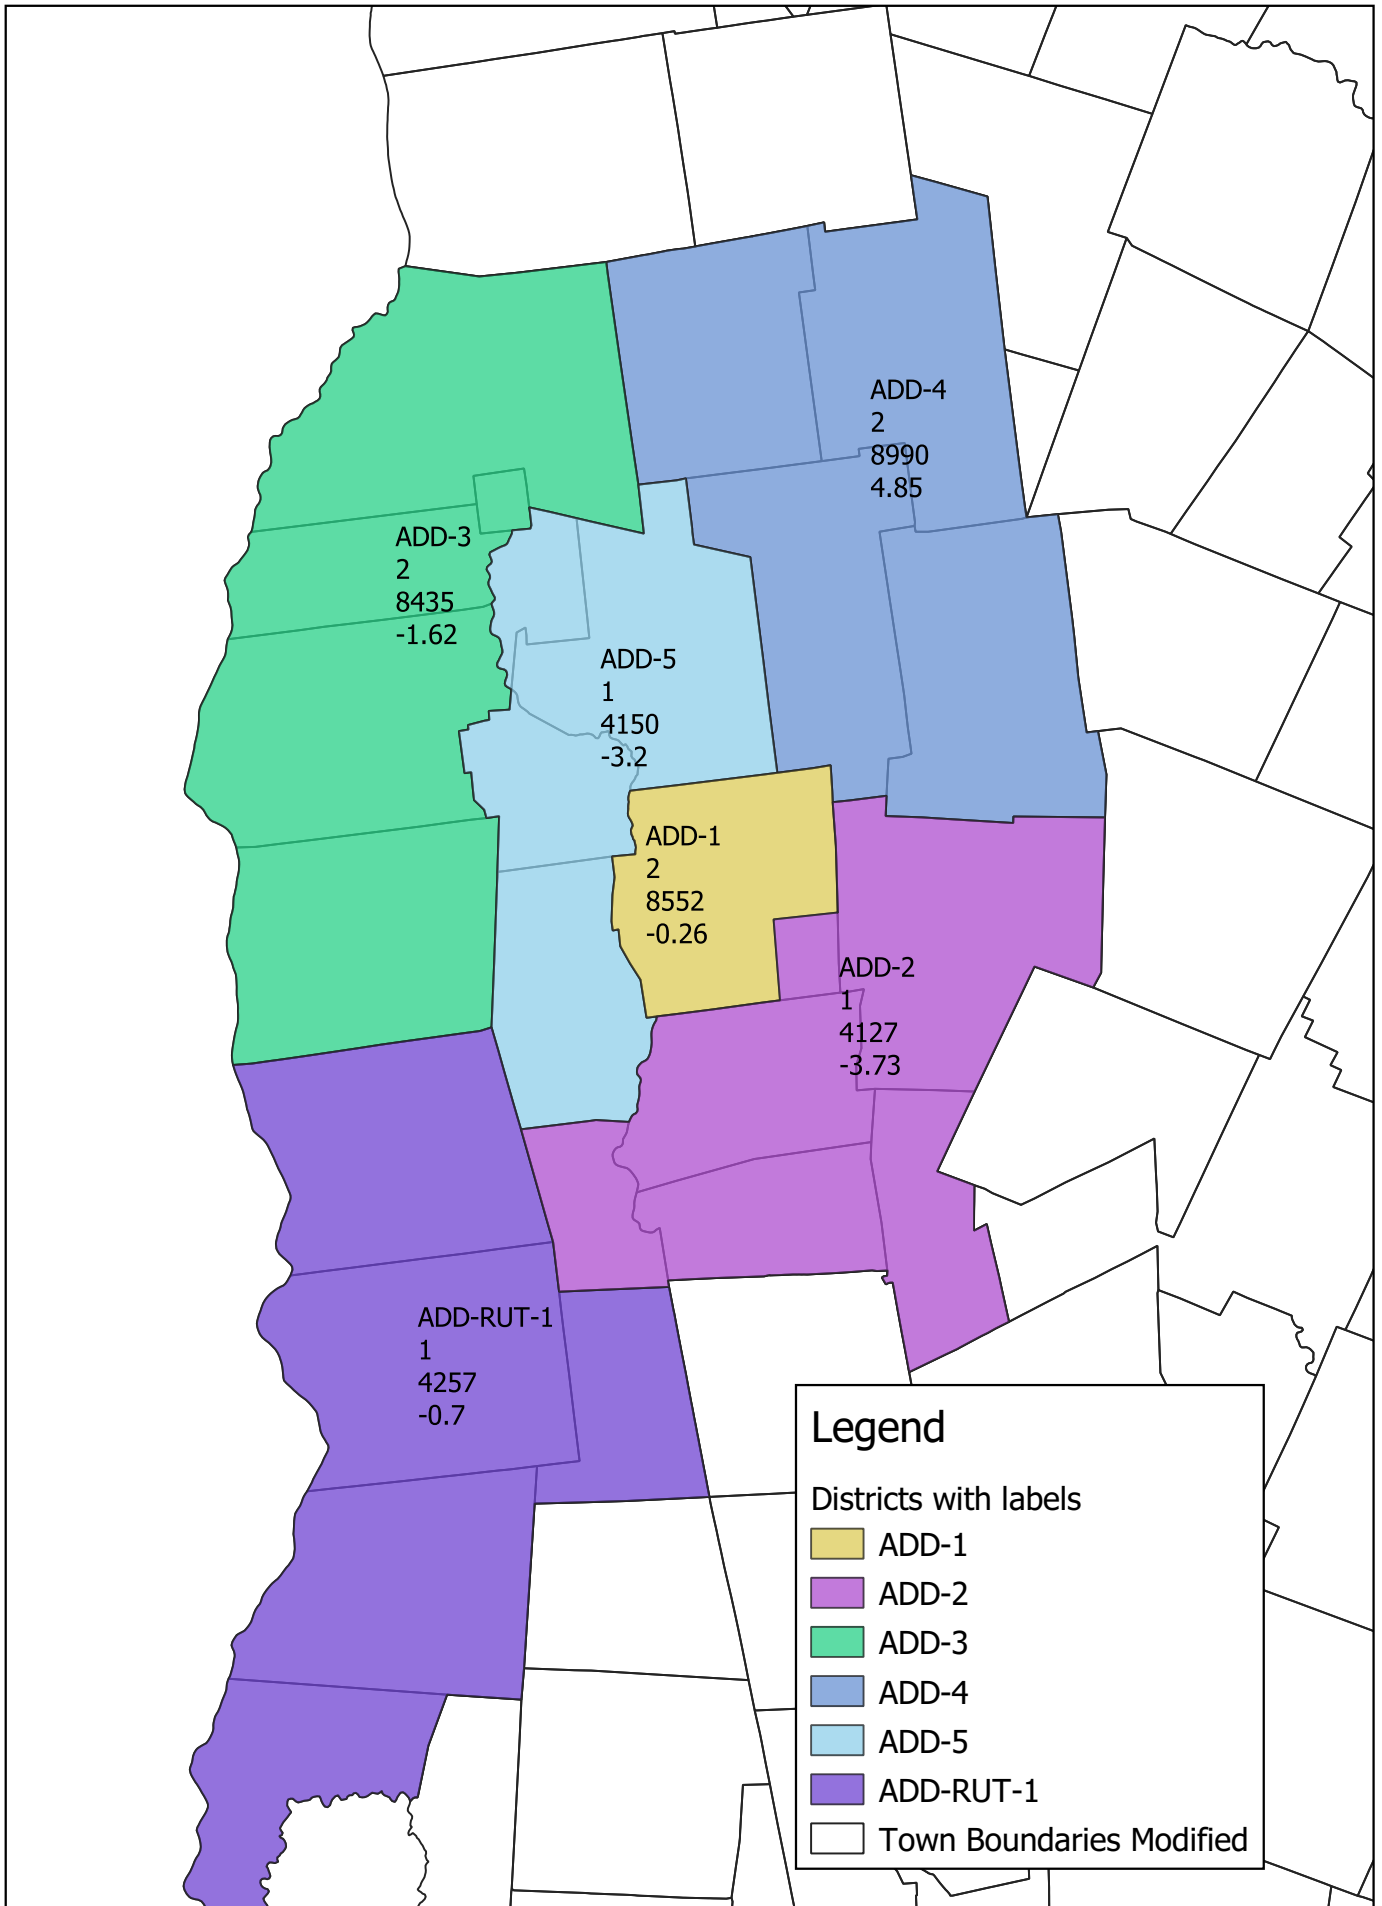 ADD-4
2
8990
4.85
ADD-3
2
8435
-1.62
ADD-5
1
4150
-3.2
ADD-1
2
8552
-0.26
ADD-2
1
4127
-3.73
ADD-RUT-1
1
4257
-0.7
Legend
Districts with labels
ADD-1
ADD-2
ADD-3
ADD-4
ADD-5
ADD-RUT-1
Town Boundaries Modified